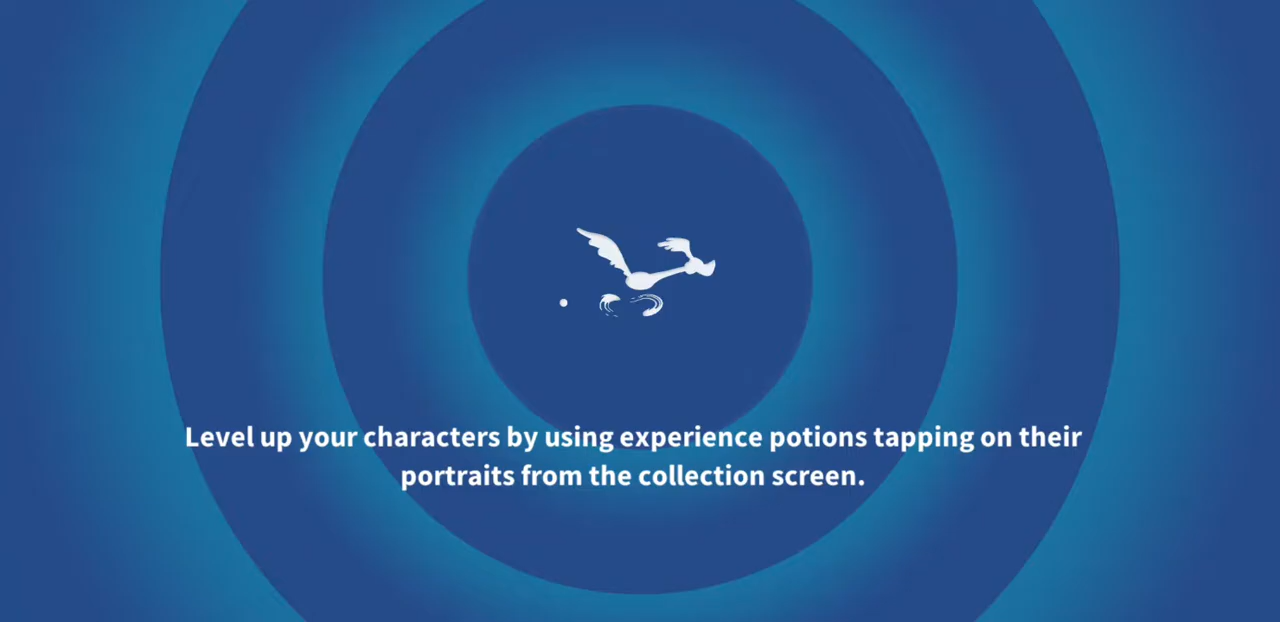 Level up your characters by using experience potions tapping on their
portraits from the collection screen.